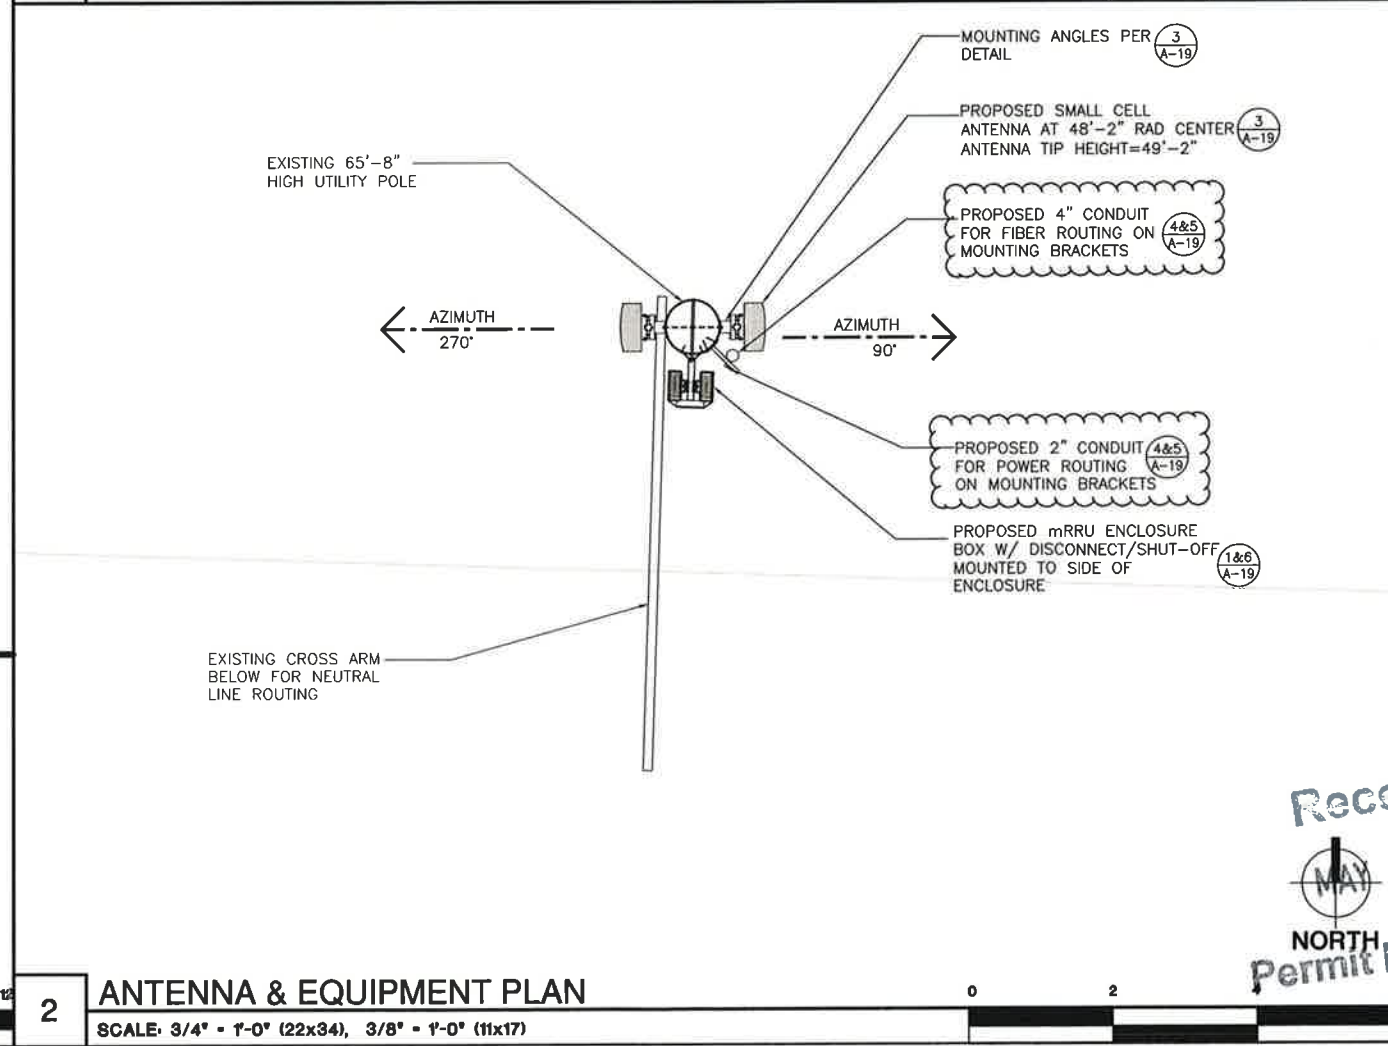 MOUNTING ANGLES PER
DETAIL
3
A-19
PROPOSED SMALL CELL
ANTENNA AT 48'-2" RAD CENTER
ANTENNA TIP HEIGHT=49'-2"
3
A-19
EXISTING 65'-8"
HIGH UTILITY POLE
PROPOSED 4" CONDUIT
FOR FIBER ROUTING ON
MOUNTING BRACKETS
4&5
A-19
AZIMUTH
270°
AZIMUTH
90°
PROPOSED 2" CONDUIT
FOR POWER ROUTING
ON MOUNTING BRACKETS
4&5
A-19
PROPOSED mRRU ENCLOSURE
BOX W/ DISCONNECT/SHUT-OFF
MOUNTED TO SIDE OF
ENCLOSURE
1&6
A-19
EXISTING CROSS ARM
BELOW FOR NEUTRAL
LINE ROUTING
MAY
NORTH
Permit
2
ANTENNA & EQUIPMENT PLAN
SCALE: 3/4" = 1'-0" (22x34), 3/8" = 1'-0" (11x17)
0 2